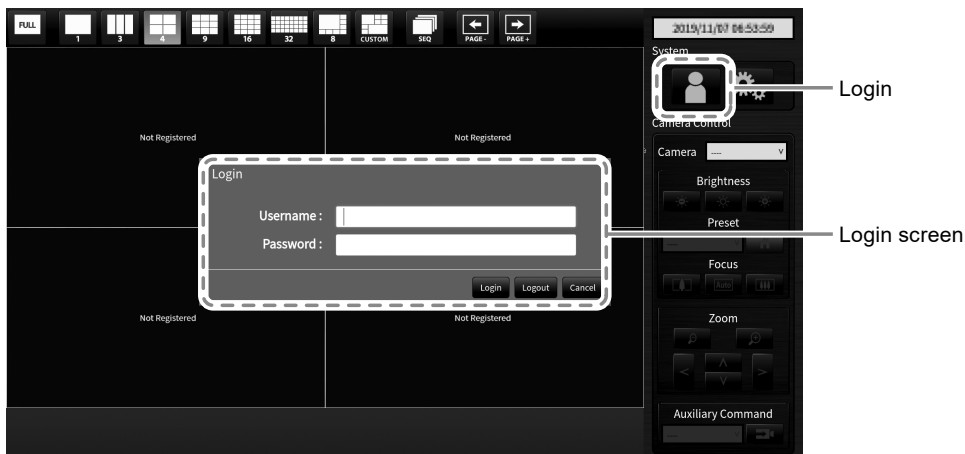 FULL
1
3
4
9
16
32
8
CUSTOM
SEQ
PAGE-
PAGE+
2019/11/07 06:53:59
System
Login
Camera Control
Not Registered
Not Registered
Camera ---- v
Login
Brightness
Username :
Preset
---- v
Login screen
Password :
Focus
Auto
Login Logout Cancel
Not Registered
Not Registered
Zoom
< ∧ >
∨
Auxiliary Command
---- v